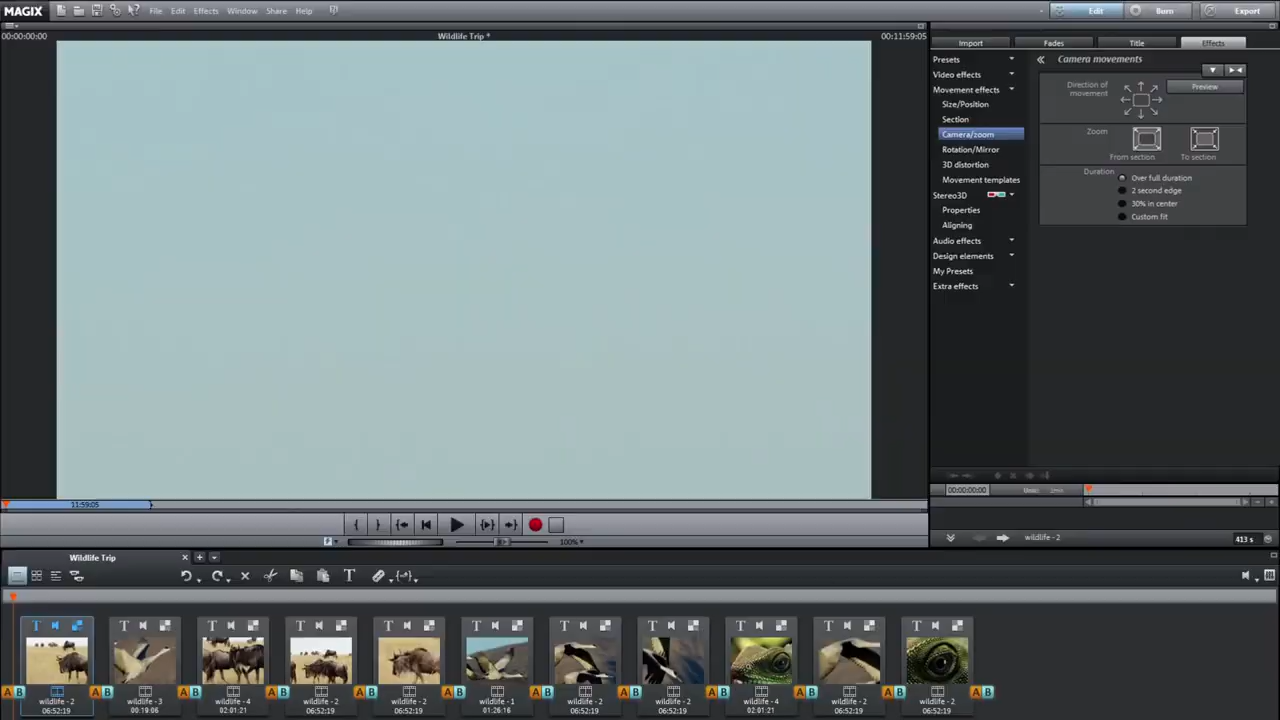 MAGIX File Edit Effects Window Share Help Edit Burn Export
00:00:00:00 Wildlife Trip * 00:11:59:05
Import Fades Title Effects
Presets
Video effects
Movement effects
Size/Position
Section
Camera/zoom
Rotation/Mirror
3D distortion
Movement templates
Stereo3D
Properties
Aligning
Audio effects
Design elements
My Presets
Extra effects
Camera movements
Direction of movement
Preview
Zoom
From section To section
Duration
Over full duration
2 second edge
30% in center
Custom fit
00:00:00:00 Units: 1min
wildlife - 2 413 s
11:59:05
100%
Wildlife Trip
A B A B A B A B A B A B A B A B A B A B A B A B
wildlife - 2 wildlife - 3 wildlife - 4 wildlife - 2 wildlife - 2 wildlife - 1 wildlife - 2 wildlife - 2 wildlife - 4 wildlife - 2 wildlife - 2
06:52:19 00:19:06 02:01:21 06:52:19 06:52:19 01:26:16 06:52:19 06:52:19 02:01:21 06:52:19 06:52:19